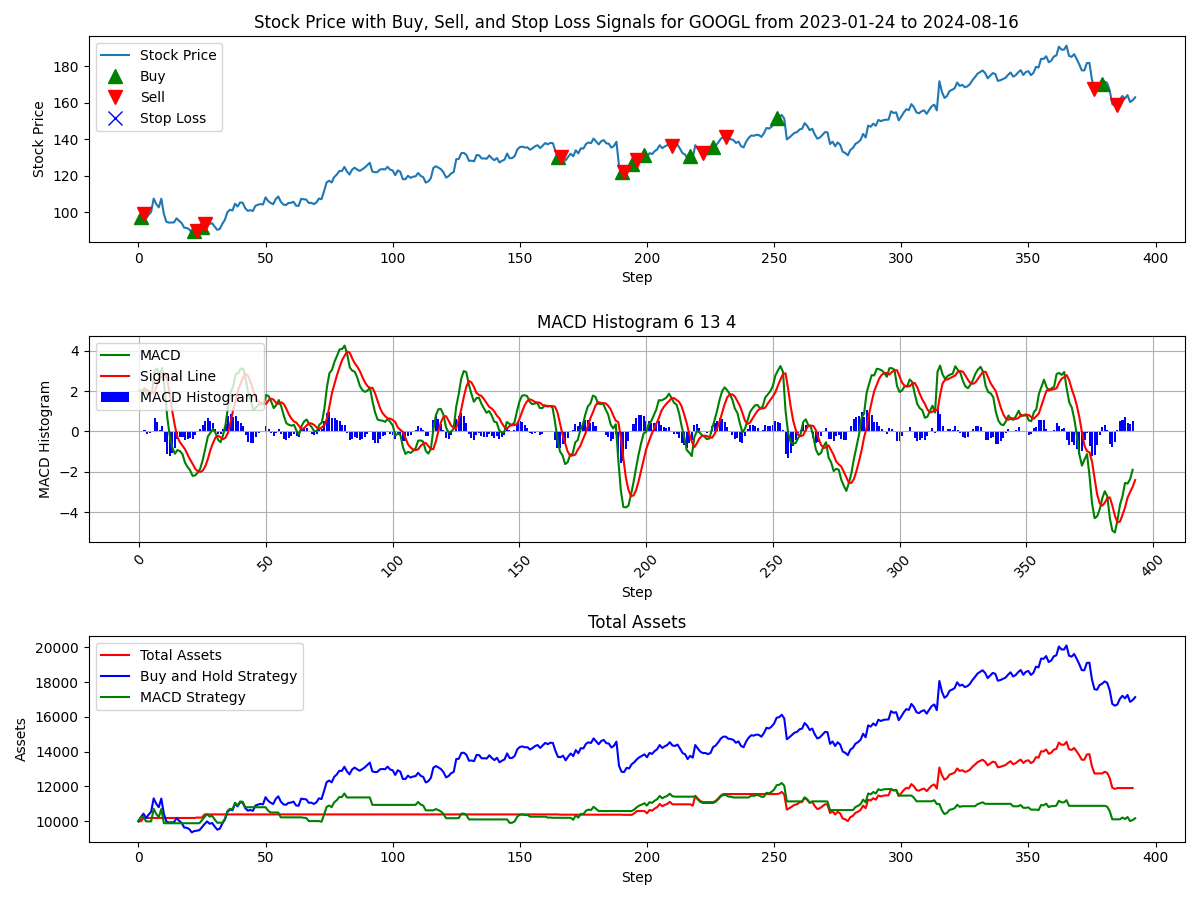 Stock Price with Buy, Sell, and Stop Loss Signals for GOOGL from 2023-01-24 to 2024-08-16
Stock Price
Buy
Sell
Stop Loss
Stock Price
180
160
140
120
100
0 50 100 150 200 250 300 350 400
Step
MACD Histogram 6 13 4
MACD
Signal Line
MACD Histogram
MACD Histogram
4
2
0
−2
−4
0 50 100 150 200 250 300 350 400
Step
Total Assets
Total Assets
Buy and Hold Strategy
MACD Strategy
Assets
20000
18000
16000
14000
12000
10000
0 50 100 150 200 250 300 350 400
Step